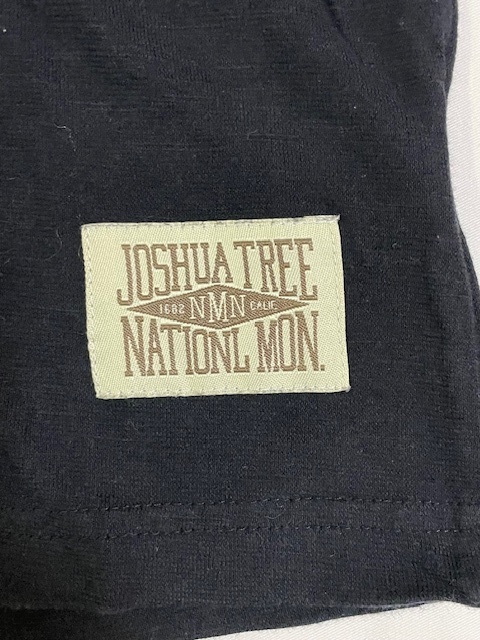 JOSHUA TREE
1682 NMN CALIF.
NATIONL MON.